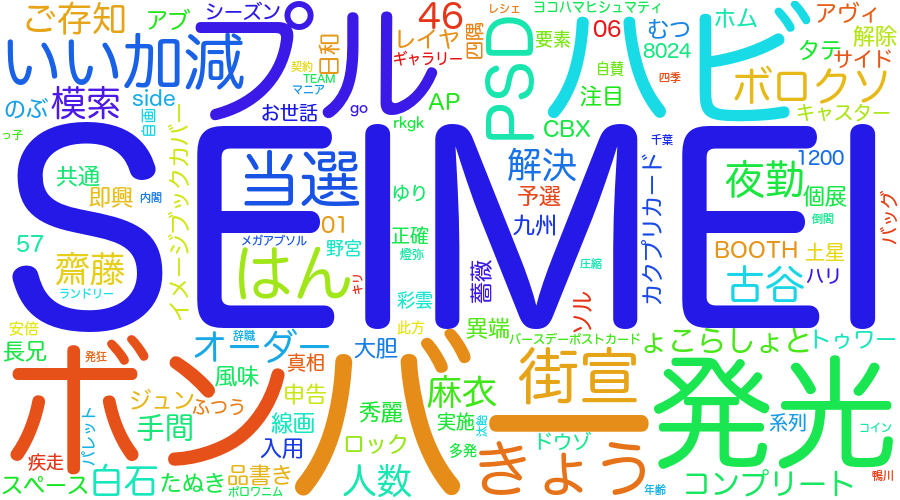 ご存知
アブ
シーズン
プル
46
レイヤ
四隅
レシェ
PSD
ヨコハマヒシュマティ
ハビ
06
むつ
ホム
アヴィ
いい加減
日和
契約
TEAM
マニア
ギャラリー
要素
自費
8024
四季
タテ
解除
サイド
のぶ
模索
side
お世話
go
AP
注目
ボロクソ
キャスター
っ子
自画
rkgk
CBX
千葉
SEIMEI
共通
即興
内閣
イメージブックカバー
当選
ゆり
解決
予選
九州
カクプリカード
夜勤
1200
個展
倒閣
バッグ
57
01
メガアブソル
野宮
正確
燈弥
BOOTH
土星
齋藤
ランドリー
はん
キリ
彩雲
薔薇
圧縮
古谷
ハリ
安倍
此方
異端
ソル
長兄
発狂
オーダー
辞職
真相
大胆
バースデーポストカード
ょこらしょと
トゥワー
ボン
風味
バー
麻衣
街宣
発光
ジュン
ふつう
申告
秀麗
実施
手間
線画
ロック
多発
ドウゾ
系列
コイン
パレット
疾走
入用
きょう
スペース
白石
たぬき
品書き
ポロワニム
人数
年齢
コンプリート
鴨川